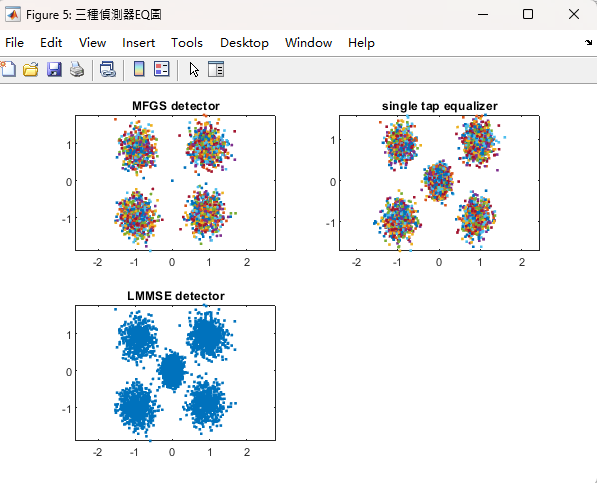 Figure 5: 三種偵測器EQ圖
File Edit View Insert Tools Desktop Window Help
MFGS detector
1
0
-1
-2 -1 0 1 2
single tap equalizer
1
0
-1
-2 -1 0 1 2
LMMSE detector
1
0
-1
-2 -1 0 1 2